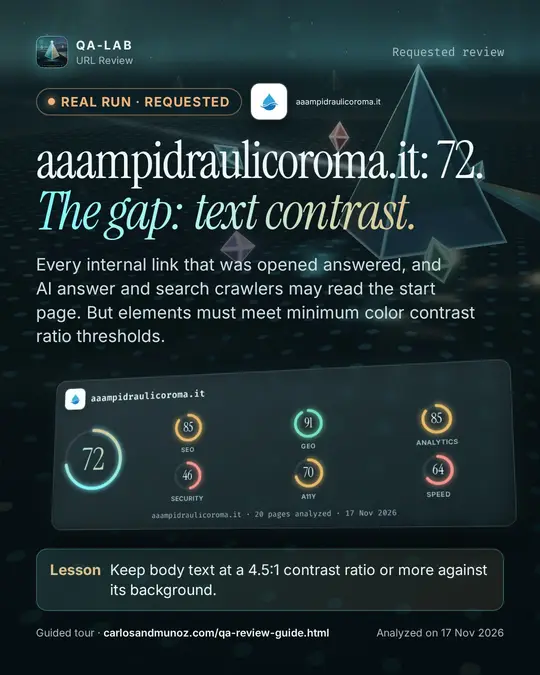 QA-LAB
URL Review
Requested review
REAL RUN · REQUESTED
aaampidraulicoroma.it
aaampidraulicoroma.it: 72.
The gap: text contrast.
Every internal link that was opened answered, and
AI answer and search crawlers may read the start
page. But elements must meet minimum color contrast
ratio thresholds.
aaampidraulicoroma.it
72
85
SEO
91
GEO
85
ANALYTICS
46
SECURITY
70
A11Y
64
SPEED
aaampidraulicoroma.it · 20 pages analyzed · 17 Nov 2026
Lesson Keep body text at a 4.5:1 contrast ratio or more against
its background.
Guided tour · carlosandmunoz.com/qa-review-guide.html
Analyzed on 17 Nov 2026